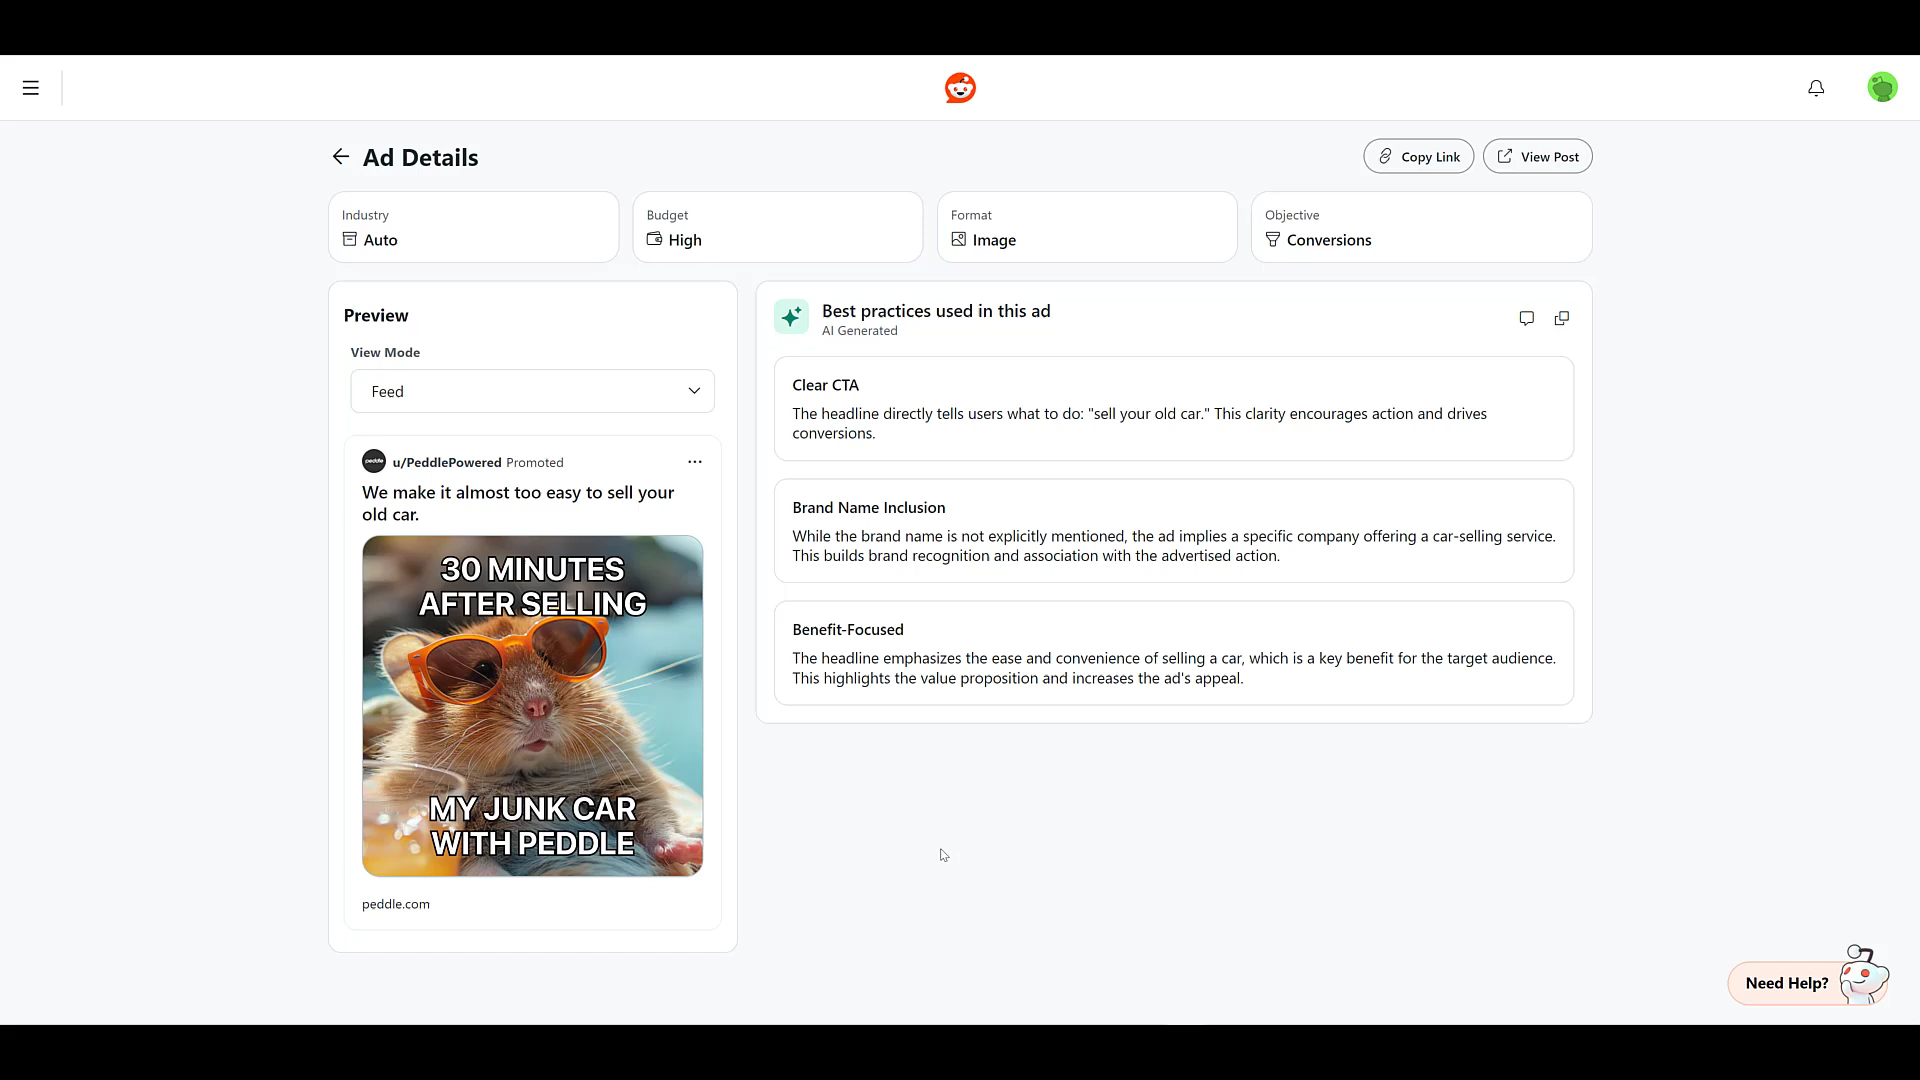 Ad Details
Copy Link
View Post
Industry
Auto
Budget
High
Format
Image
Objective
Conversions
Preview
View Mode
Feed
peddle
u/PeddlePowered Promoted
We make it almost too easy to sell your
old car.
30 MINUTES
AFTER SELLING
MY JUNK CAR
WITH PEDDLE
peddle.com
Best practices used in this ad
AI Generated
Clear CTA
The headline directly tells users what to do: "sell your old car." This clarity encourages action and drives
conversions.
Brand Name Inclusion
While the brand name is not explicitly mentioned, the ad implies a specific company offering a car-selling service.
This builds brand recognition and association with the advertised action.
Benefit-Focused
The headline emphasizes the ease and convenience of selling a car, which is a key benefit for the target audience.
This highlights the value proposition and increases the ad's appeal.
Need Help?